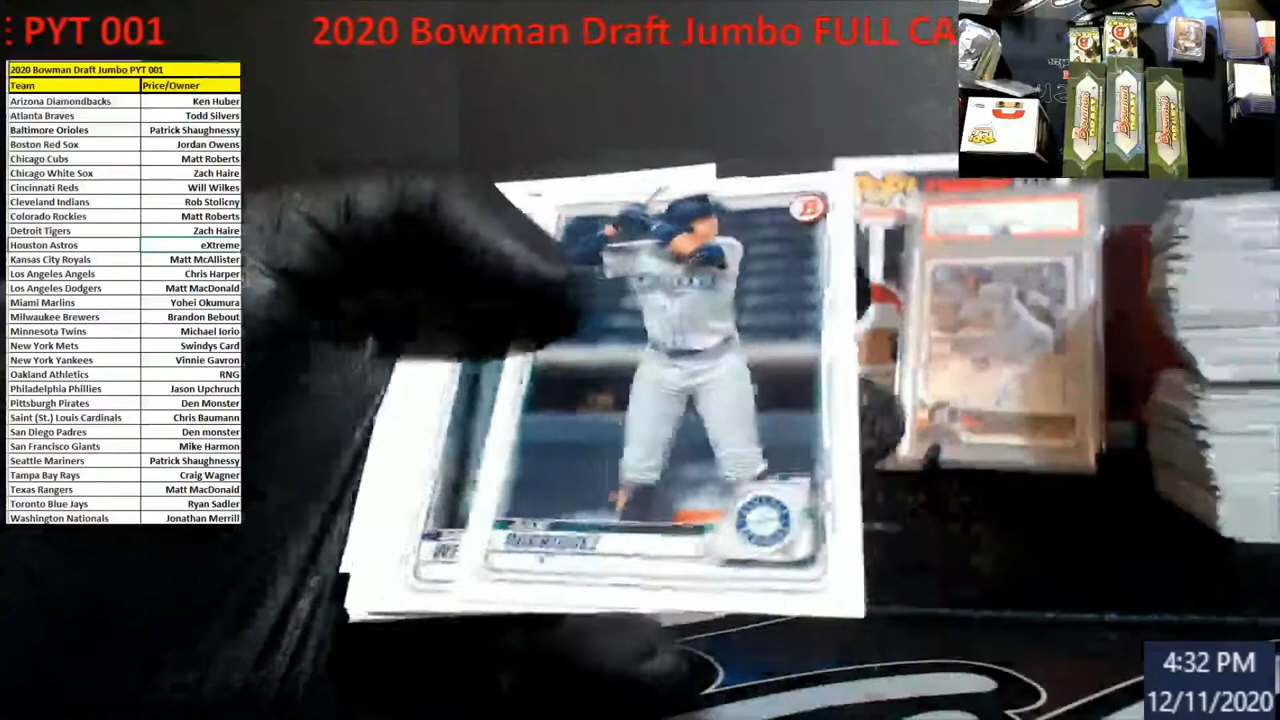 E PYT 001 2020 Bowman Draft Jumbo FULL CA
2020 Bowman Draft Jumbo PYT 001
Team Price/Owner
Arizona Diamondbacks Ken Huber
Atlanta Braves Todd Silvers
Baltimore Orioles Patrick Shaughnessy
Boston Red Sox Jordan Owens
Chicago Cubs Matt Roberts
Chicago White Sox Zach Haire
Cincinnati Reds Will Wilkes
Cleveland Indians Rob Stolicny
Colorado Rockies Matt Roberts
Detroit Tigers Zach Haire
Houston Astros eXtreme
Kansas City Royals Matt McAllister
Los Angeles Angels Chris Harper
Los Angeles Dodgers Matt MacDonald
Miami Marlins Yohei Okumura
Milwaukee Brewers Brandon Bebout
Minnesota Twins Michael Iorio
New York Mets Swindys Card
New York Yankees Vinnie Gavron
Oakland Athletics RNG
Philadelphia Phillies Jason Upchruch
Pittsburgh Pirates Den Monster
Saint (St.) Louis Cardinals Chris Baumann
San Diego Padres Den monster
San Francisco Giants Mike Harmon
Seattle Mariners Patrick Shaughnessy
Tampa Bay Rays Craig Wagner
Texas Rangers Matt MacDonald
Toronto Blue Jays Ryan Sadler
Washington Nationals Jonathan Merrill
Bowman
Bowman
Bowman
B
4:32 PM
12/11/2020